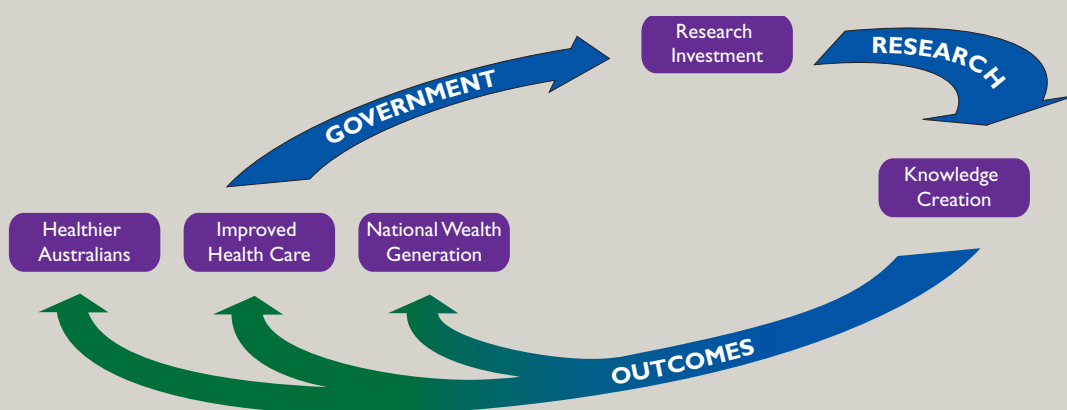 Research
Investment
RESEARCH
GOVERNMENT
Knowledge
Creation
Healthier
Australians
Improved
Health Care
National Wealth
Generation
OUTCOMES